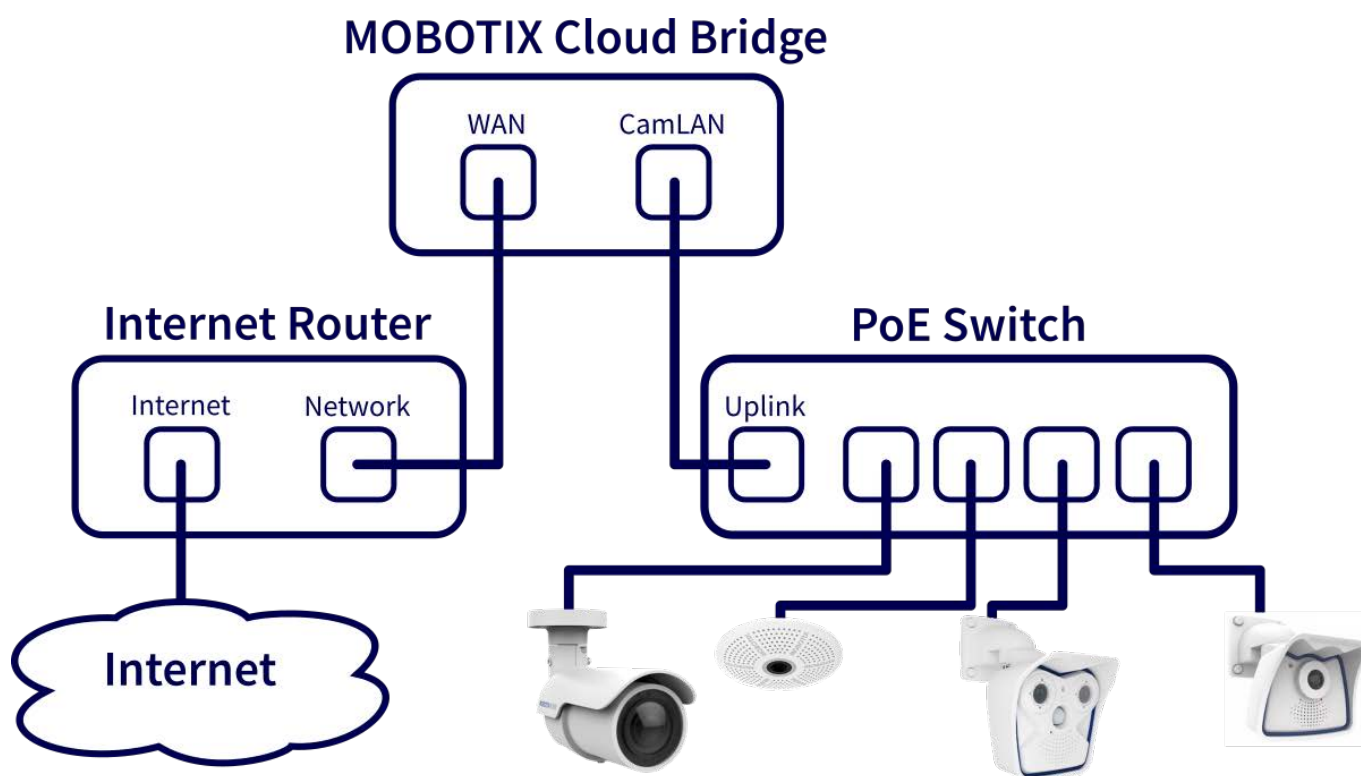 MOBOTIX Cloud Bridge
WAN
CamLAN
Internet Router
PoE Switch
Internet
Network
Uplink
Internet